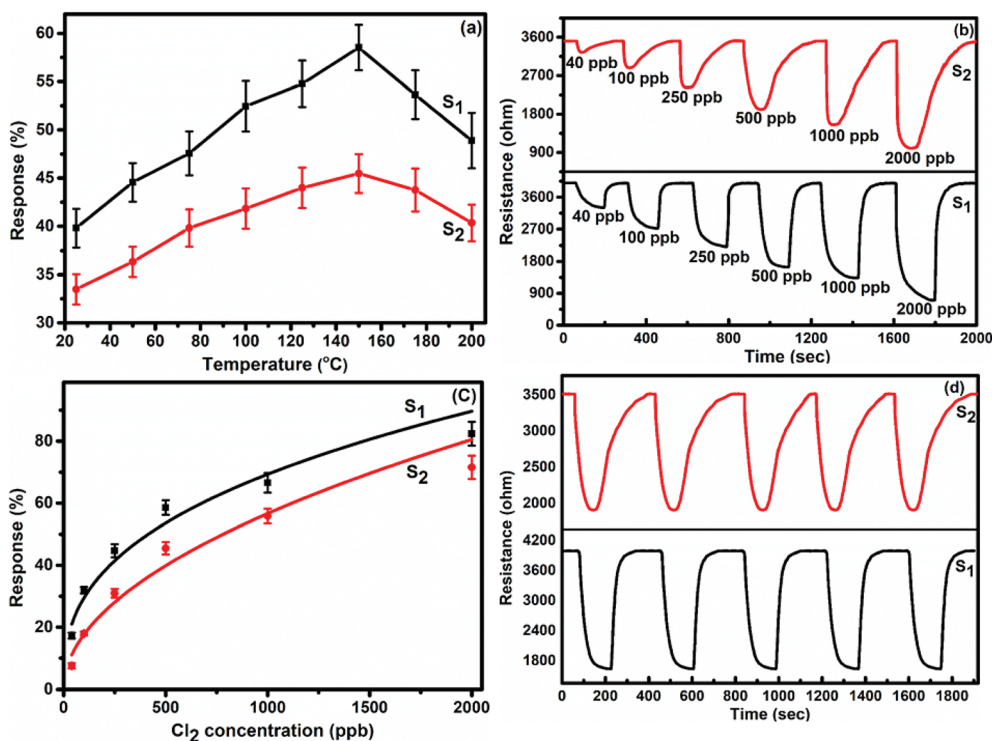 (a)
60
55
50
45
40
35
30
Response (%)
S1
S2
20 40 60 80 100 120 140 160 180 200
Temperature (°C)
(b)
3600
2700
1800
900
3600
2700
1800
900
0
Resistance (ohm)
40 ppb
100 ppb
250 ppb
500 ppb
1000 ppb
2000 ppb
S2
40 ppb
100 ppb
250 ppb
500 ppb
1000 ppb
2000 ppb
S1
0 200 400 600 800 1000 1200 1400 1600 1800 2000
Time (sec)
(C)
80
60
40
20
0
Response (%)
S1
S2
0 500 1000 1500 2000
Cl2 concentration (ppb)
(d)
3500
3000
2500
2000
4200
3600
3000
2400
1800
Resistance (ohm)
S2
S1
0 200 400 600 800 1000 1200 1400 1600 1800
Time (sec)